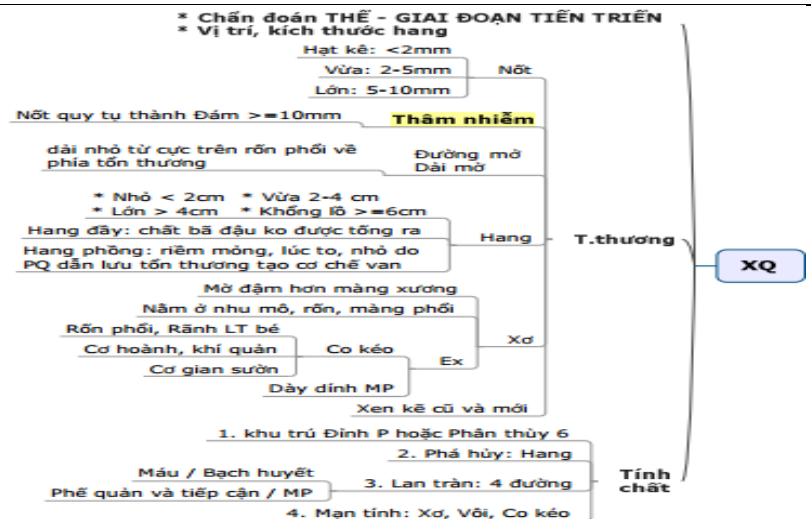 * Chẩn đoán THỂ - GIAI ĐOẠN TIẾN TRIỂN
* Vị trí, kích thước hang
Hạt kê: <2mm
Vừa: 2-5mm
Lớn: 5-10mm
Nốt
Nốt quy tụ thành Đám >=10mm
Thâm nhiễm
dải nhỏ từ cực trên rốn phổi về
phía tổn thương
Đường mờ
Dải mờ
* Nhỏ < 2cm * Vừa 2-4 cm
* Lớn > 4cm * Khổng lồ >=6cm
Hang đầy: chất bã đậu ko được tống ra
Hang phồng: riềm mỏng, lúc to, nhỏ do
PQ dẫn lưu tổn thương tạo cơ chế van
Hang
T.thương
XQ
Mờ đậm hơn màng xương
Nằm ở nhu mô, rốn, màng phổi
Rốn phổi, Rãnh LT bé
Cơ hoành, khí quản
Cơ gian sườn
Co kéo
Dày dính MP
Ex
Xơ
Xen kẽ cũ và mới
1. khu trú Đỉnh P hoặc Phân thùy 6
2. Phá hủy: Hang
Máu / Bạch huyết
Phế quản và tiếp cận / MP
3. Lan tràn: 4 đường
4. Mạn tính: Xơ, Vôi, Co kéo
Tính
chất